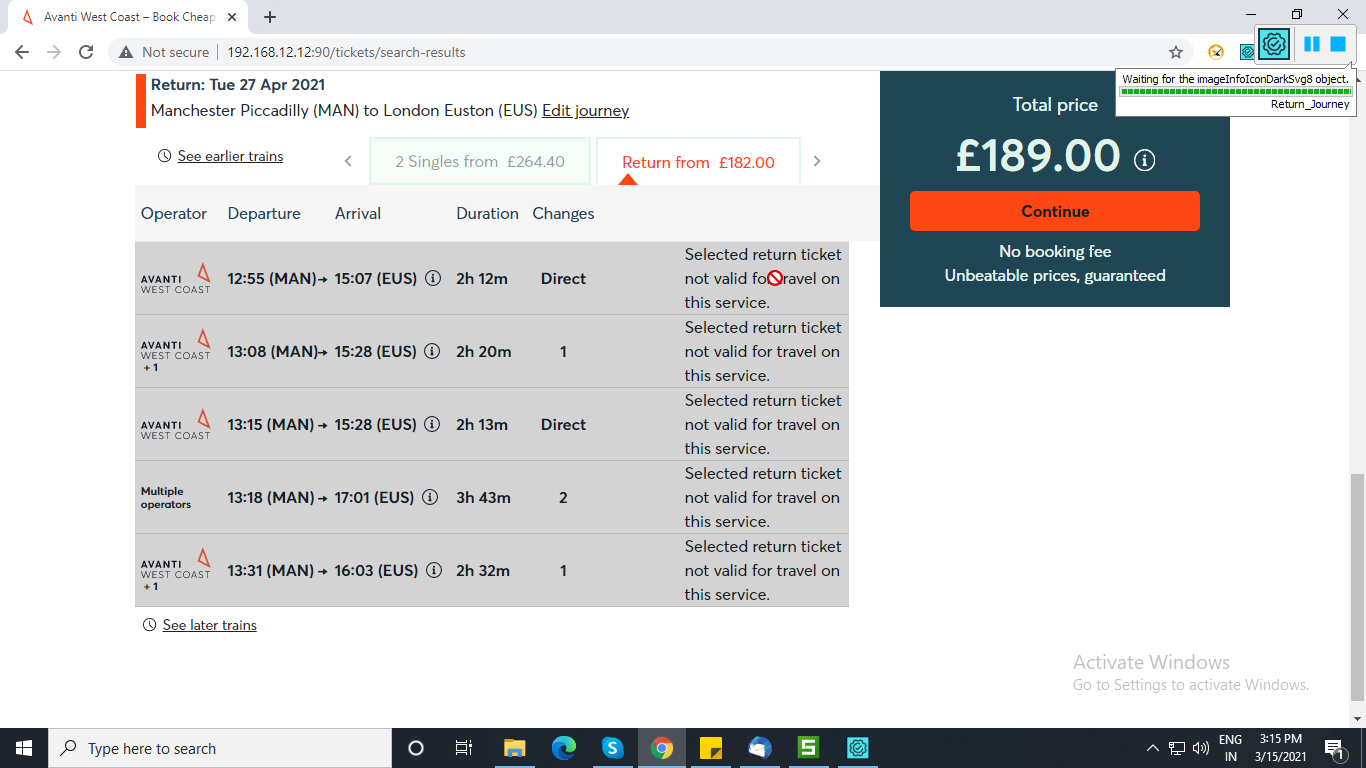 Avanti West Coast – Book Cheap
Not secure
192.168.12.12:90/tickets/search-results
Waiting for the imageInfoIconDarkSvg8 object.
Return_Journey
Return: Tue 27 Apr 2021
Manchester Piccadilly (MAN) to London Euston (EUS) Edit journey
See earlier trains
2 Singles from £264.40
Return from £182.00
Operator Departure Arrival Duration Changes
AVANTI
WEST COAST
12:55 (MAN)→ 15:07 (EUS) 2h 12m Direct
Selected return ticket
not valid for travel on
this service.
AVANTI
WEST COAST
+ 1
13:08 (MAN)→ 15:28 (EUS) 2h 20m 1
Selected return ticket
not valid for travel on
this service.
AVANTI
WEST COAST
13:15 (MAN)→ 15:28 (EUS) 2h 13m Direct
Selected return ticket
not valid for travel on
this service.
Multiple
operators
13:18 (MAN)→ 17:01 (EUS) 3h 43m 2
Selected return ticket
not valid for travel on
this service.
AVANTI
WEST COAST
+ 1
13:31 (MAN)→ 16:03 (EUS) 2h 32m 1
Selected return ticket
not valid for travel on
this service.
See later trains
Total price
£189.00
Continue
No booking fee
Unbeatable prices, guaranteed
Activate Windows
Go to Settings to activate Windows.
Type here to search
ENG
IN
3:15 PM
3/15/2021
1